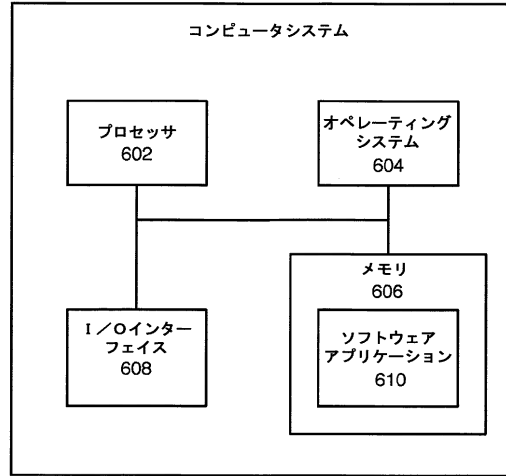 コンピュータシステム
プロセッサ
602
オペレーティング
システム
604
メモリ
606
I/Oインター
フェイス
608
ソフトウェア
アプリケーション
610